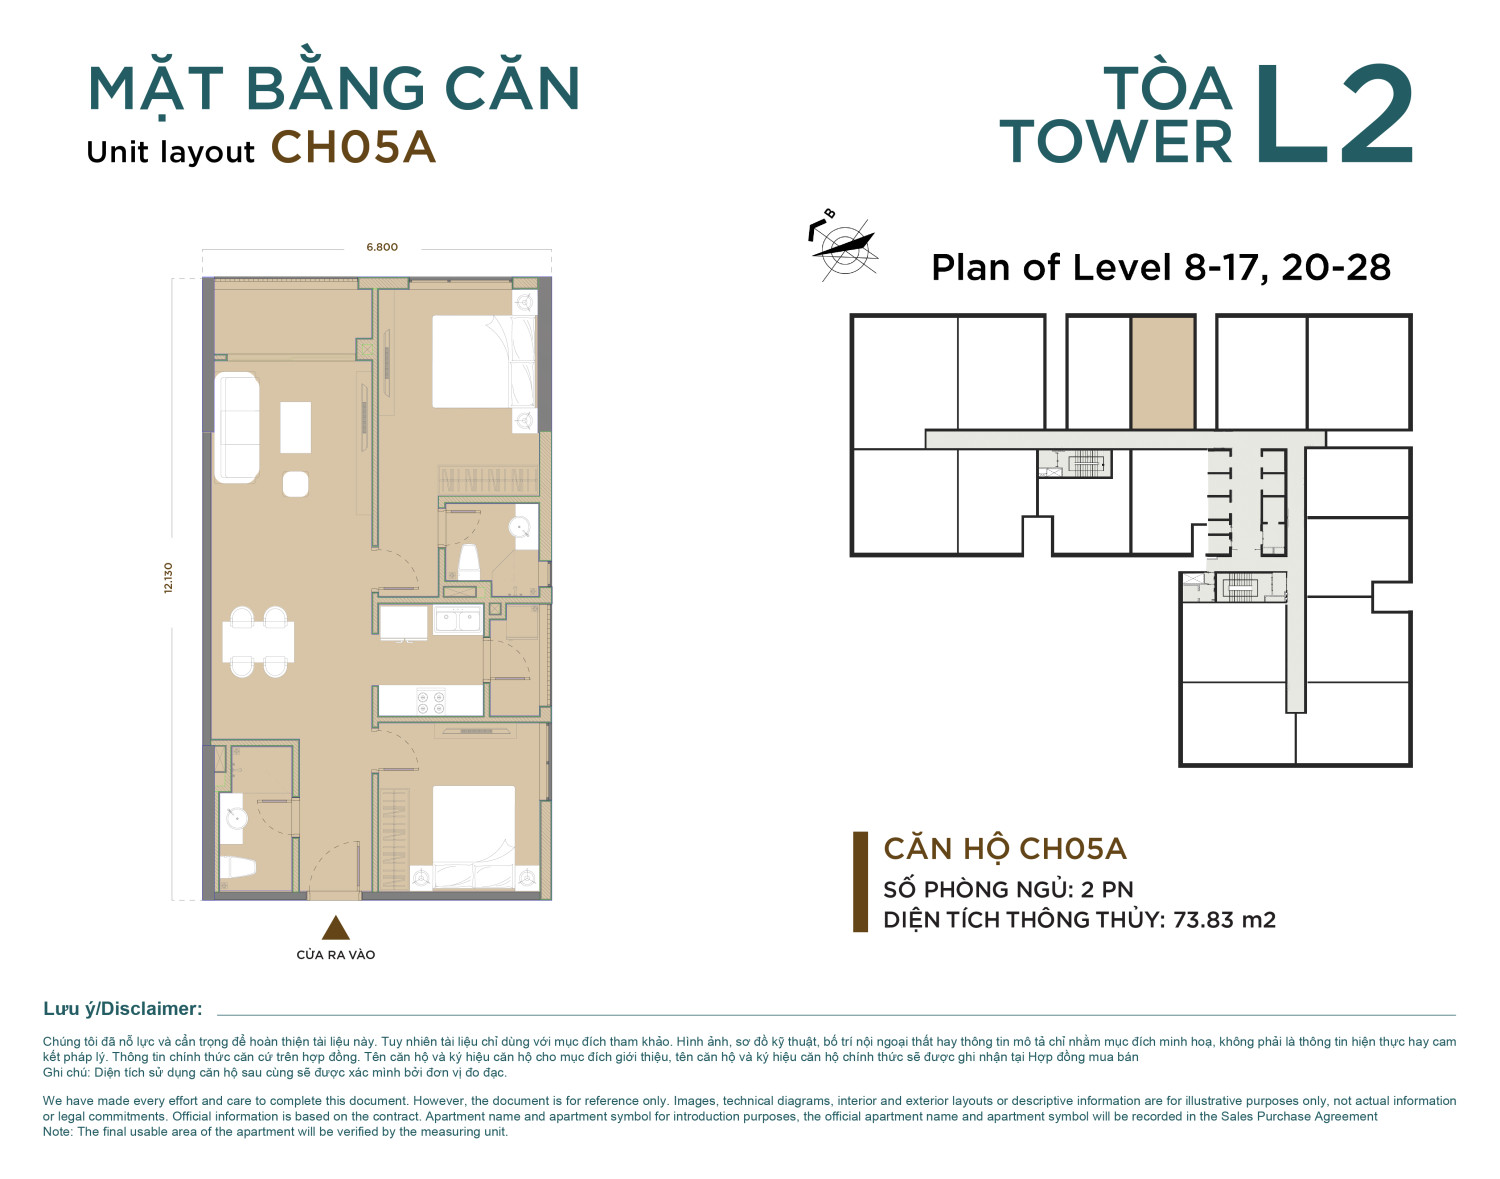 MẶT BẰNG CĂN
Unit layout CH05A
TÒA
TOWER L2
B
Plan of Level 8-17, 20-28
6.800
12.130
CỬA RA VÀO
CĂN HỘ CH05A
SỐ PHÒNG NGỦ: 2 PN
DIỆN TÍCH THÔNG THỦY: 73.83 m2
Lưu ý/Disclaimer:
Chúng tôi đã nỗ lực và cẩn trọng để hoàn thiện tài liệu này. Tuy nhiên tài liệu chỉ dùng với mục đích tham khảo. Hình ảnh, sơ đồ kỹ thuật, bố trí nội ngoại thất hay thông tin mô tả chỉ nhằm mục đích minh hoạ, không phải là thông tin hiện thực hay cam
kết pháp lý. Thông tin chính thức căn cứ trên hợp đồng. Tên căn hộ và ký hiệu căn hộ cho mục đích giới thiệu, tên căn hộ và ký hiệu căn hộ chính thức sẽ được ghi nhận tại Hợp đồng mua bán
Ghi chú: Diện tích sử dụng căn hộ sau cùng sẽ được xác minh bởi đơn vị đo đạc.
We have made every effort and care to complete this document. However, the document is for reference only. Images, technical diagrams, interior and exterior layouts or descriptive information are for illustrative purposes only, not actual information
or legal commitments. Official information is based on the contract. Apartment name and apartment symbol for introduction purposes, the official apartment name and apartment symbol will be recorded in the Sales Purchase Agreement
Note: The final usable area of the apartment will be verified by the measuring unit.